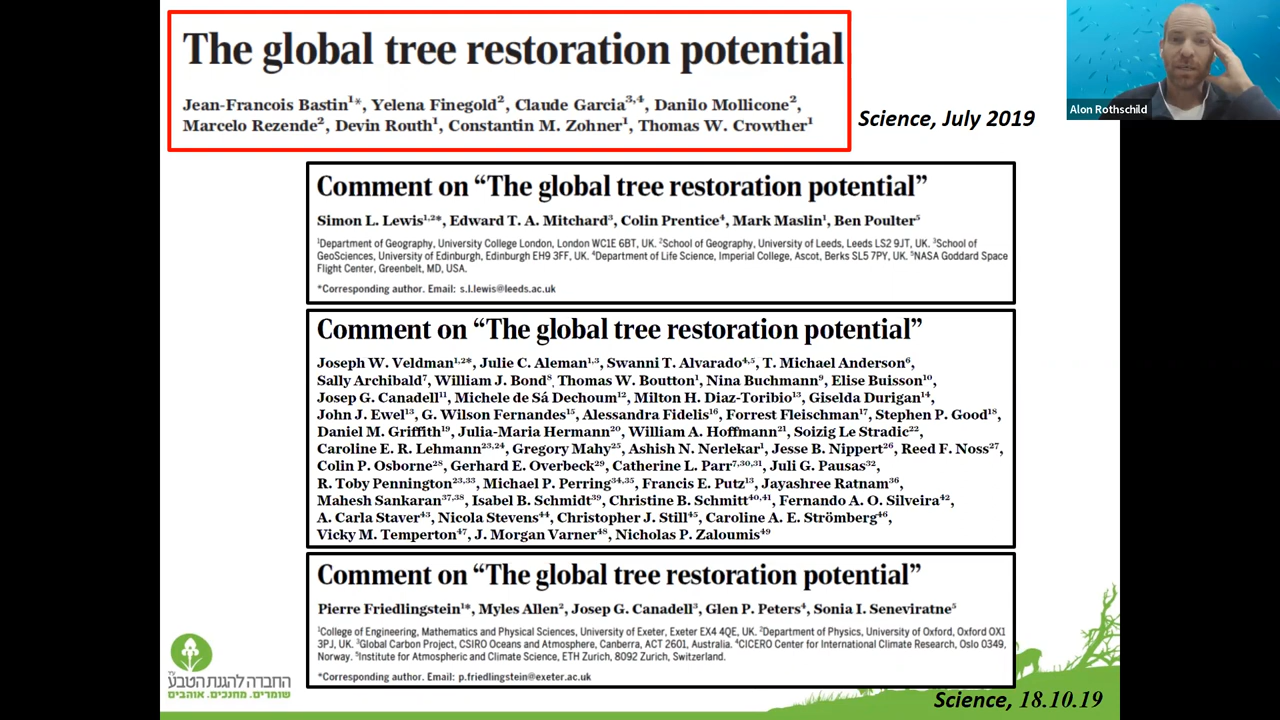 The global tree restoration potential
Jean-Francois Bastin¹*, Yelena Finegold², Claude Garcia³,⁴, Danilo Mollicone²,
Marcelo Rezende², Devin Routh¹, Constantin M. Zohner¹, Thomas W. Crowther¹
Science, July 2019
Alon Rothschild
Comment on “The global tree restoration potential”
Simon L. Lewis¹,²*, Edward T. A. Mitchard³, Colin Prentice⁴, Mark Maslin¹, Ben Poulter⁵
¹Department of Geography, University College London, London WC1E 6BT, UK. ²School of Geography, University of Leeds, Leeds LS2 9JT, UK. ³School of
GeoSciences, University of Edinburgh, Edinburgh EH9 3FF, UK. ⁴Department of Life Science, Imperial College, Ascot, Berks SL5 7PY, UK. ⁵NASA Goddard Space
Flight Center, Greenbelt, MD, USA.
*Corresponding author. Email: s.l.lewis@leeds.ac.uk
Comment on “The global tree restoration potential”
Joseph W. Veldman¹,²*, Julie C. Aleman¹,³, Swanni T. Alvarado⁴,⁵, T. Michael Anderson⁶,
Sally Archibald⁷, William J. Bond⁸, Thomas W. Boutton¹, Nina Buchmann⁹, Elise Buisson¹⁰,
Josep G. Canadell¹¹, Michele de Sá Dechoum¹², Milton H. Diaz-Toribio¹³, Giselda Durigan¹⁴,
John J. Ewel¹³, G. Wilson Fernandes¹⁵, Alessandra Fidelis¹⁶, Forrest Fleischman¹⁷, Stephen P. Good¹⁸,
Daniel M. Griffith¹⁹, Julia-Maria Hermann²⁰, William A. Hoffmann²¹, Soizig Le Stradic²²,
Caroline E. R. Lehmann²³,²⁴, Gregory Mahy²⁵, Ashish N. Nerlekar¹, Jesse B. Nippert²⁶, Reed F. Noss²⁷,
Colin P. Osborne²⁸, Gerhard E. Overbeck²⁹, Catherine L. Parr⁷,³⁰,³¹, Juli G. Pausas³²,
R. Toby Pennington²³,³³, Michael P. Perring³⁴,³⁵, Francis E. Putz¹³, Jayashree Ratnam³⁶,
Mahesh Sankaran³⁷,³⁸, Isabel B. Schmidt³⁹, Christine B. Schmitt⁴⁰,⁴¹, Fernando A. O. Silveira⁴²,
A. Carla Staver⁴³, Nicola Stevens⁴⁴, Christopher J. Still⁴⁵, Caroline A. E. Strömberg⁴⁶,
Vicky M. Temperton⁴⁷, J. Morgan Varner⁴⁸, Nicholas P. Zaloumis⁴⁹
Comment on “The global tree restoration potential”
Pierre Friedlingstein¹*, Myles Allen², Josep G. Canadell³, Glen P. Peters⁴, Sonia I. Seneviratne⁵
¹College of Engineering, Mathematics and Physical Sciences, University of Exeter, Exeter EX4 4QE, UK. ²Department of Physics, University of Oxford, Oxford OX1
3PJ, UK. ³Global Carbon Project, CSIRO Oceans and Atmosphere, Canberra, ACT 2601, Australia. ⁴CICERO Center for International Climate Research, Oslo 0349,
Norway. ⁵Institute for Atmospheric and Climate Science, ETH Zurich, 8092 Zurich, Switzerland.
*Corresponding author. Email: p.friedlingstein@exeter.ac.uk
החברה להגנת הטבע
שומרים. מחנכים. אוהבים
Science, 18.10.19